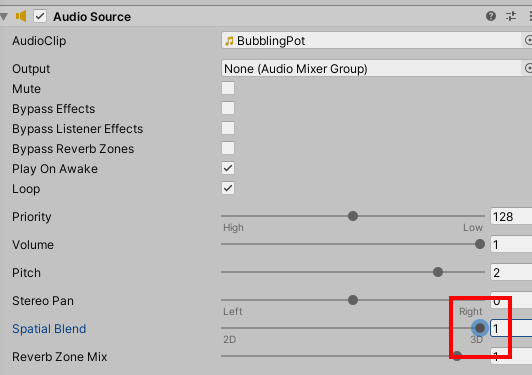 Audio Source
AudioClip BubblingPot
Output None (Audio Mixer Group)
Mute
Bypass Effects
Bypass Listener Effects
Bypass Reverb Zones
Play On Awake
Loop
Priority 128
High Low
Volume 1
Pitch 2
Stereo Pan 0
Left Right
Spatial Blend 1
2D 3D
Reverb Zone Mix 1